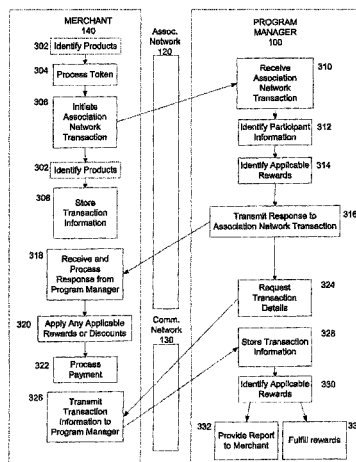 MERCHANT
140
Assoc.
Network
120
PROGRAM
MANAGER
100
302
Identify Products
304
Process Token
306
Initiate
Association
Network
Transaction
302
Identify Products
308
Store
Transaction
Information
318
Receive and
Process
Response from
Program Manager
320
Apply Any Applicable
Rewards or Discounts
322
Process
Payment
326
Transmit
Transaction
Information to
Program Manager
Comm.
Network
130
310
Receive
Association
Network
Transaction
312
Identify Participant
Information
314
Identify Applicable
Rewards
316
Transmit Response to
Association Network Transaction
324
Request
Transaction
Details
328
Store Transaction
Information
330
Identify Applicable
Rewards
332
Provide Report
to Merchant
Fulfill rewards